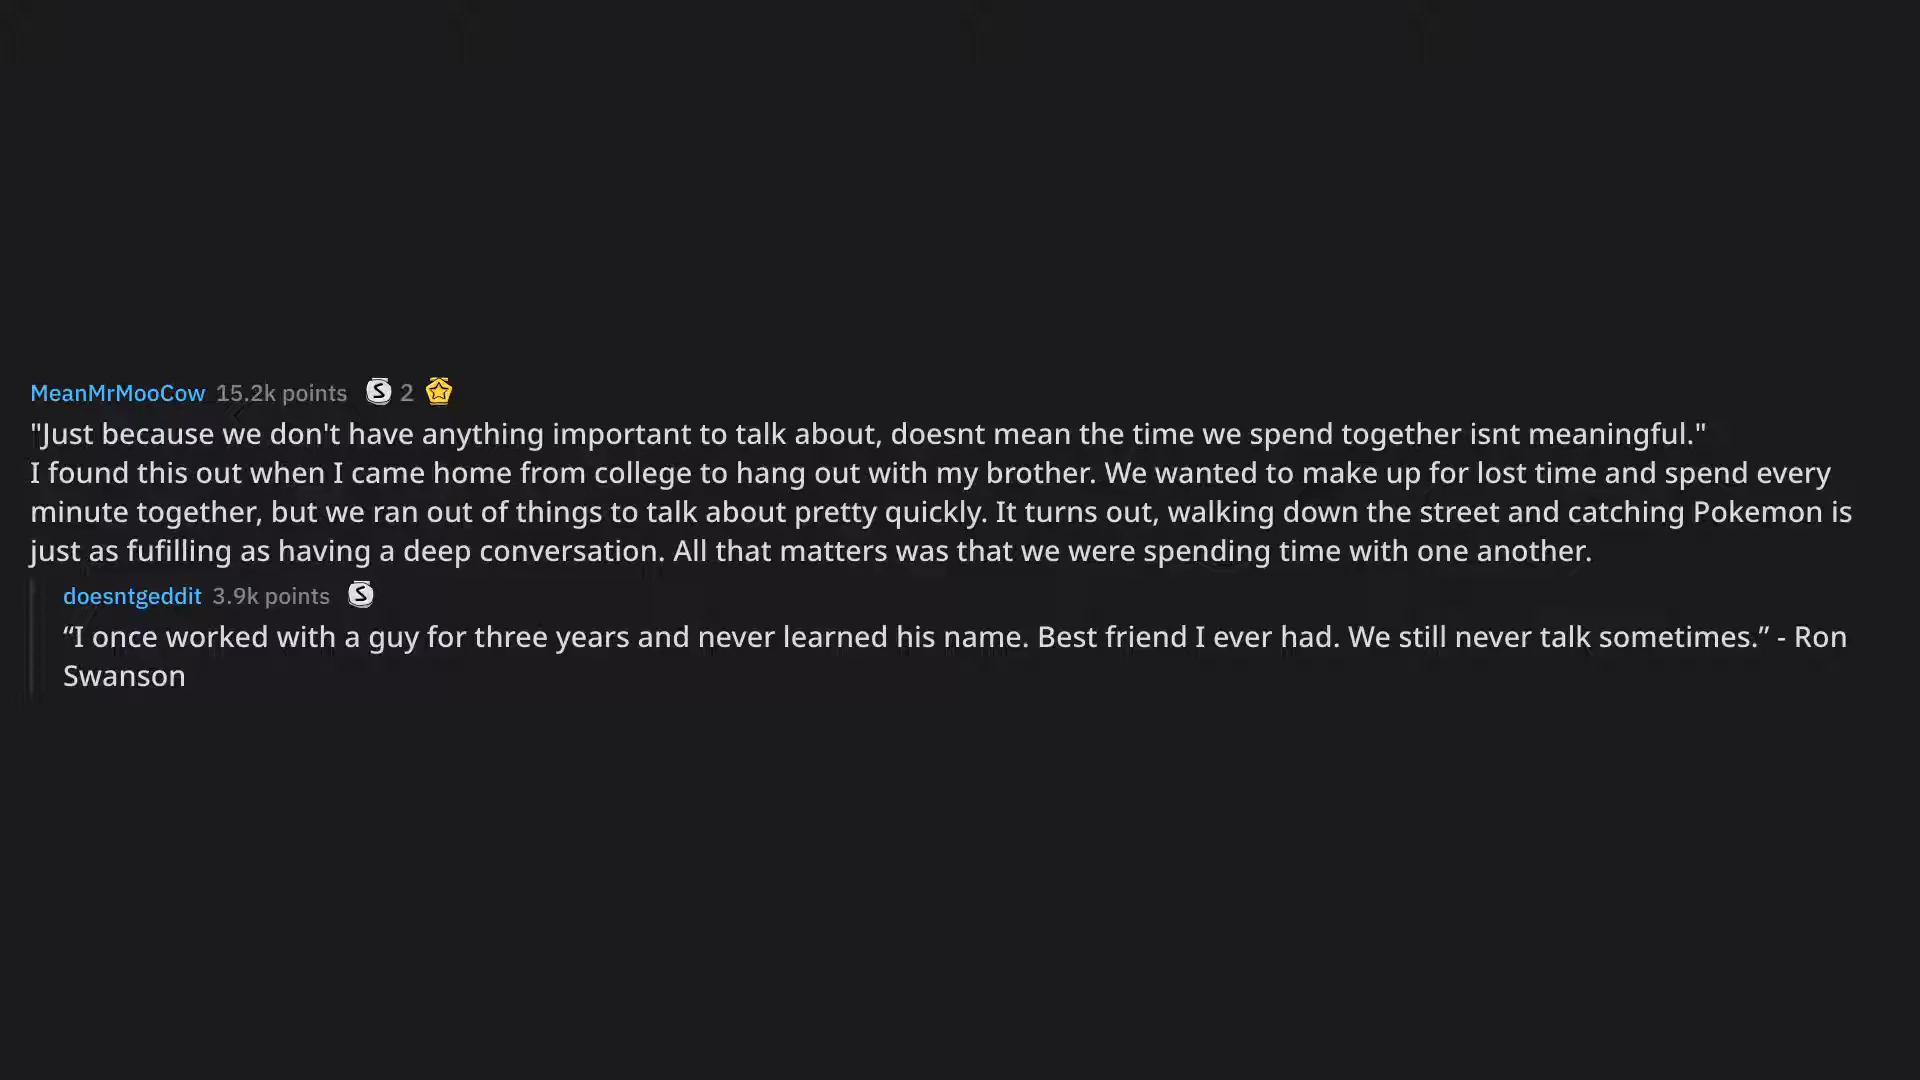 MeanMrMooCow 15.2k points S 2
"Just because we don't have anything important to talk about, doesnt mean the time we spend together isnt meaningful."
I found this out when I came home from college to hang out with my brother. We wanted to make up for lost time and spend every
minute together, but we ran out of things to talk about pretty quickly. It turns out, walking down the street and catching Pokemon is
just as fufilling as having a deep conversation. All that matters was that we were spending time with one another.
doesntgeddit 3.9k points S
“I once worked with a guy for three years and never learned his name. Best friend I ever had. We still never talk sometimes.” - Ron
Swanson